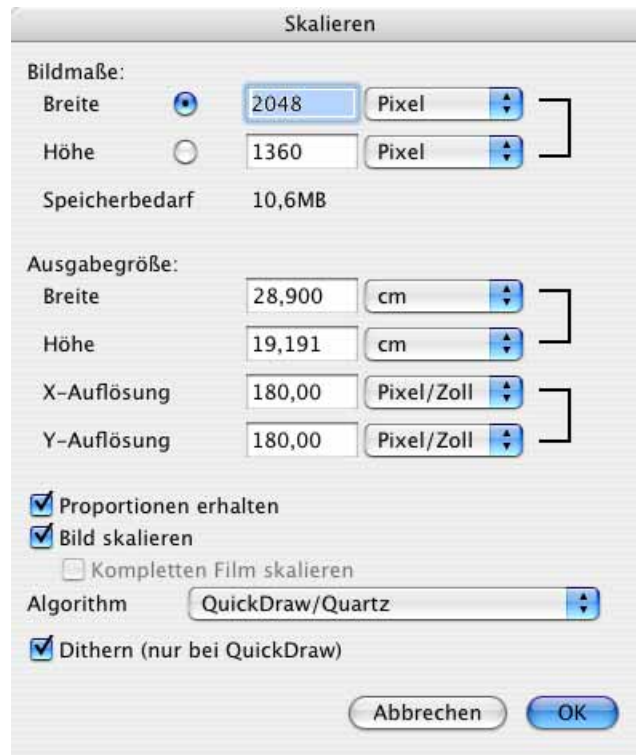 Skalieren
Bildmaße:
Breite 2048 Pixel
Höhe 1360 Pixel
Speicherbedarf 10,6MB
Ausgabegröße:
Breite 28,900 cm
Höhe 19,191 cm
X-Auflösung 180,00 Pixel/Zoll
Y-Auflösung 180,00 Pixel/Zoll
Proportionen erhalten
Bild skalieren
Kompletten Film skalieren
Algorithm QuickDraw/Quartz
Dithern (nur bei QuickDraw)
Abbrechen OK